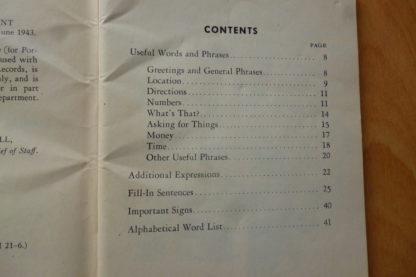 NT
une 1943.
(for Por-
used with
ecords, is
ly, and is
r in part
epartment.
LL,
ief of Staff.
21-6.)
CONTENTS
PAGE
Useful Words and Phrases 8
Greetings and General Phrases 8
Location 9
Directions 11
Numbers 11
What's That? 14
Asking for Things 15
Money 17
Time 18
Other Useful Phrases 20
Additional Expressions 22
Fill-In Sentences 25
Important Signs 40
Alphabetical Word List 41